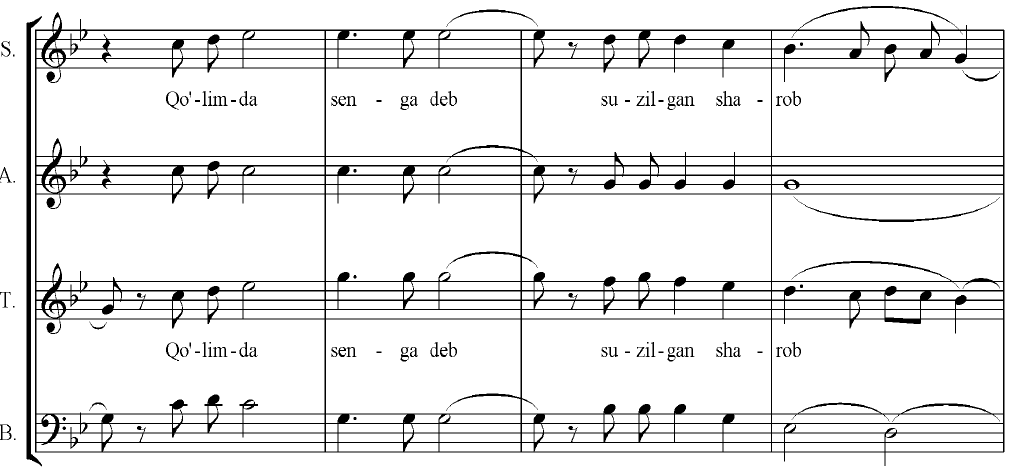 S.
Qo'-lim-da sen - ga deb su-zil-gan sha - rob
A.
T.
Qo'-lim-da sen - ga deb su-zil-gan sha - rob
B.